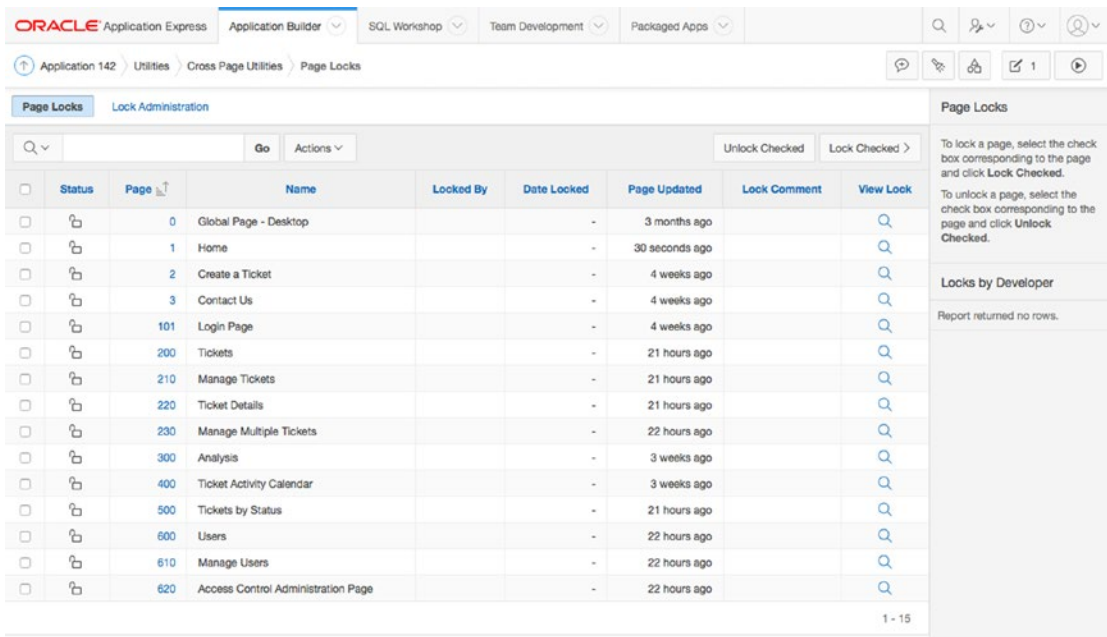 ORACLE Application Express Application Builder SQL Workshop Team Development Packaged Apps
Application 142 Utilities Cross Page Utilities Page Locks 1
Page Locks Lock Administration
Go Actions Unlock Checked Lock Checked >
Status Page Name Locked By Date Locked Page Updated Lock Comment View Lock
0 Global Page - Desktop - 3 months ago
1 Home - 30 seconds ago
2 Create a Ticket - 4 weeks ago
3 Contact Us - 4 weeks ago
101 Login Page - 4 weeks ago
200 Tickets - 21 hours ago
210 Manage Tickets - 21 hours ago
220 Ticket Details - 21 hours ago
230 Manage Multiple Tickets - 22 hours ago
300 Analysis - 3 weeks ago
400 Ticket Activity Calendar - 3 weeks ago
500 Tickets by Status - 21 hours ago
600 Users - 22 hours ago
610 Manage Users - 22 hours ago
620 Access Control Administration Page - 22 hours ago
1 - 15
Page Locks
To lock a page, select the check
box corresponding to the page
and click Lock Checked.
To unlock a page, select the
check box corresponding to the
page and click Unlock
Checked.
Locks by Developer
Report returned no rows.